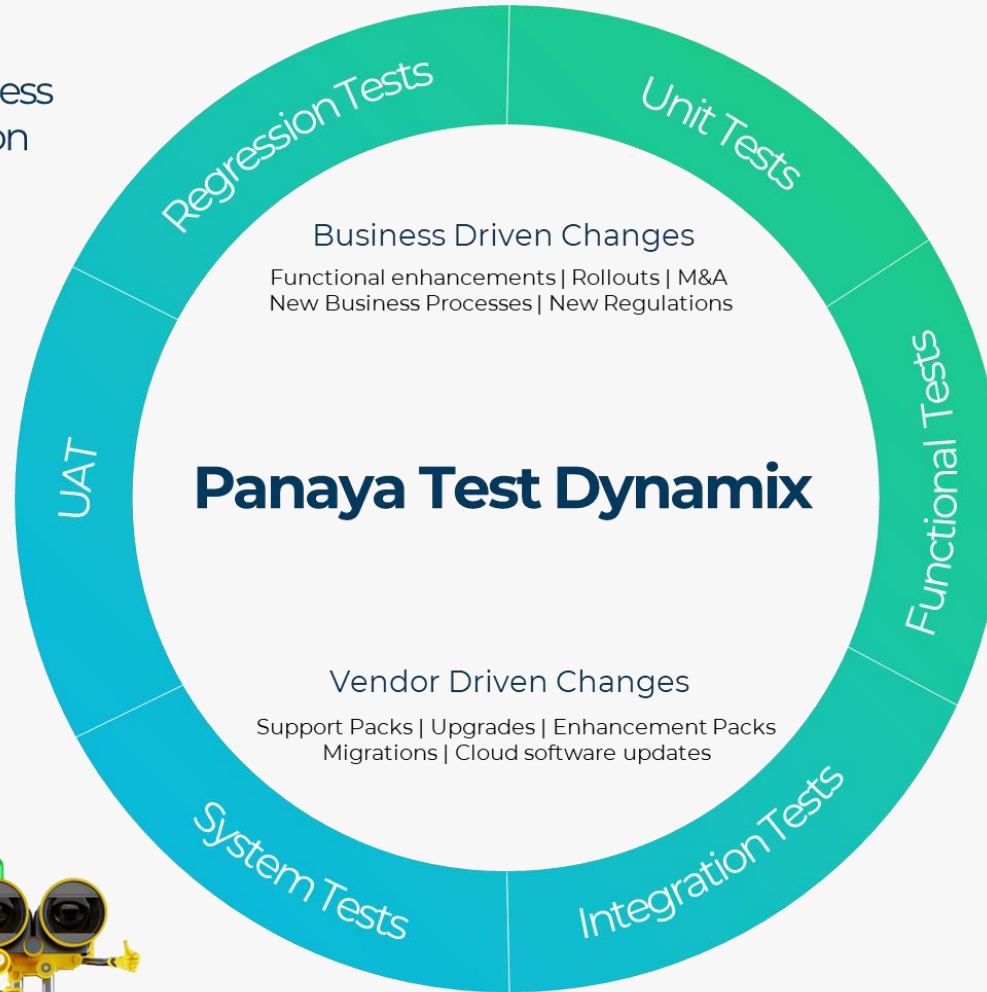 Regression Tests
Unit Tests
Business Driven Changes
Functional enhancements | Rollouts | M&A
New Business Processes | New Regulations
Functional Tests
UAT
Panaya Test Dynamix
Vendor Driven Changes
Support Packs | Upgrades | Enhancement Packs
Migrations | Cloud software updates
System Tests
Integration Tests